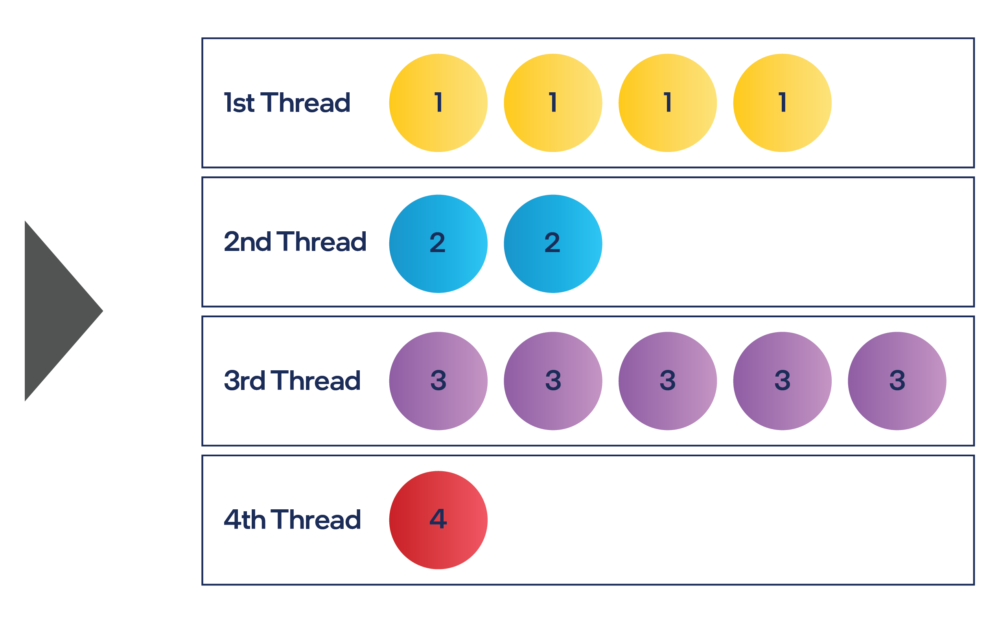 1st Thread 1 1 1 1
2nd Thread 2 2
3rd Thread 3 3 3 3 3
4th Thread 4